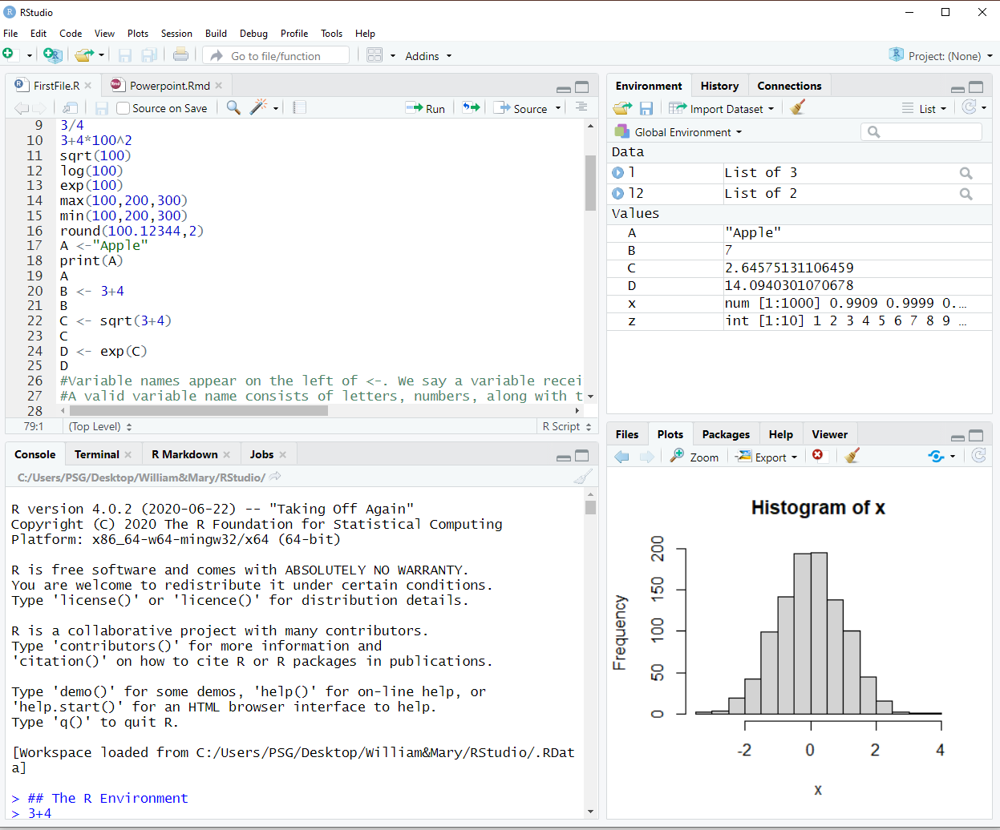 RStudio
File Edit Code View Plots Session Build Debug Profile Tools Help
Go to file/function Addins Project: (None)
FirstFile.R Powerpoint.Rmd
Source on Save Run Source
9 3/4
10 3+4*100^2
11 sqrt(100)
12 log(100)
13 exp(100)
14 max(100,200,300)
15 min(100,200,300)
16 round(100.12344,2)
17 A <-"Apple"
18 print(A)
19 A
20 B <- 3+4
21 B
22 C <- sqrt(3+4)
23 C
24 D <- exp(C)
25 D
26 #Variable names appear on the left of <-. We say a variable recei
27 #A valid variable name consists of letters, numbers, along with t
28
79:1 (Top Level) R Script
Console Terminal R Markdown Jobs
C:/Users/PSG/Desktop/William&Mary/RStudio/
R version 4.0.2 (2020-06-22) -- "Taking Off Again"
Copyright (C) 2020 The R Foundation for Statistical Computing
Platform: x86_64-w64-mingw32/x64 (64-bit)
R is free software and comes with ABSOLUTELY NO WARRANTY.
You are welcome to redistribute it under certain conditions.
Type 'license()' or 'licence()' for distribution details.
R is a collaborative project with many contributors.
Type 'contributors()' for more information and
'citation()' on how to cite R or R packages in publications.
Type 'demo()' for some demos, 'help()' for on-line help, or
'help.start()' for an HTML browser interface to help.
Type 'q()' to quit R.
[Workspace loaded from C:/Users/PSG/Desktop/William&Mary/RStudio/.RDat
a]
> ## The R Environment
> 3+4
Environment History Connections
Import Dataset List
Global Environment
Data
l List of 3
l2 List of 2
Values
A "Apple"
B 7
C 2.64575131106459
D 14.0940301070678
x num [1:1000] 0.9909 0.9999 0....
z int [1:10] 1 2 3 4 5 6 7 8 9 ...
Files Plots Packages Help Viewer
Zoom Export
Histogram of x
Frequency
200
150
100
50
0
-2 0 2 4
x